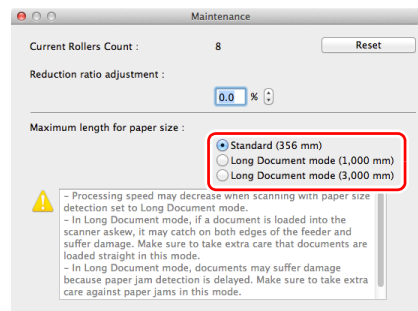 Maintenance
Current Rollers Count : 8 Reset
Reduction ratio adjustment :
0.0 %
Maximum length for paper size :
Standard (356 mm)
Long Document mode (1,000 mm)
Long Document mode (3,000 mm)
– Processing speed may decrease when scanning with paper size
detection set to Long Document mode.
– In Long Document mode, if a document is loaded into the
scanner askew, it may catch on both edges of the feeder and
suffer damage. Make sure to take extra care that documents are
loaded straight in this mode.
– In Long Document mode, documents may suffer damage
because paper jam detection is delayed. Make sure to take extra
care against paper jams in this mode.